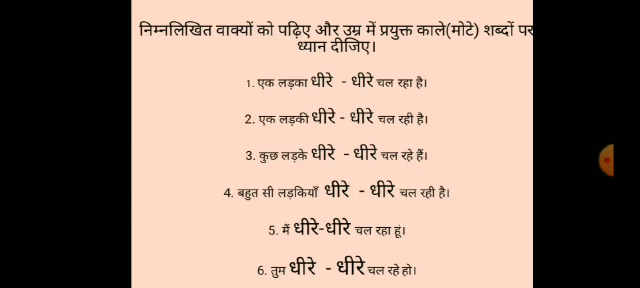 निम्नलिखित वाक्यों को पढ़िए और उम्र में प्रयुक्त काले(मोटे) शब्दों पर
ध्यान दीजिए।
1. एक लड़का धीरे - धीरे चल रहा है।
2. एक लड़की धीरे - धीरे चल रही है।
3. कुछ लड़के धीरे - धीरे चल रहे हैं।
4. बहुत सी लड़कियाँ धीरे - धीरे चल रही है।
5. मैं धीरे-धीरे चल रहा हूं।
6. तुम धीरे - धीरे चल रहे हो।